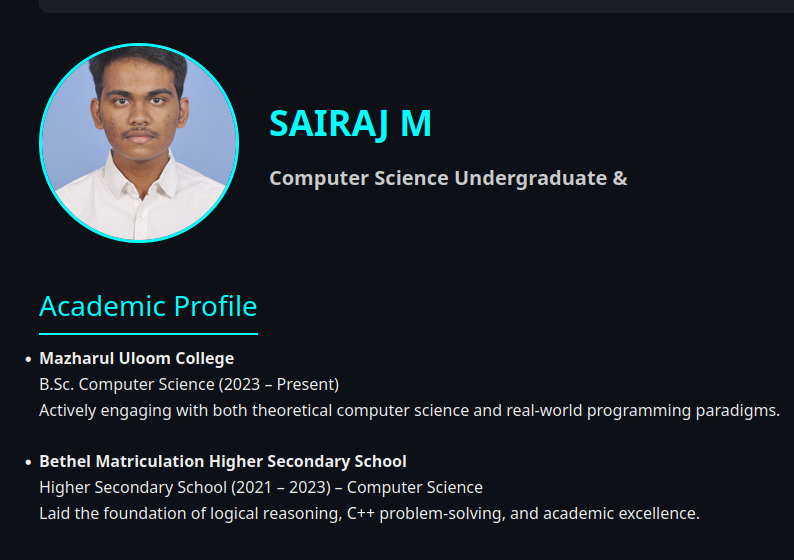 SAIRAJ M
Computer Science Undergraduate &
Academic Profile
Mazharul Uloom College
B.Sc. Computer Science (2023 – Present)
Actively engaging with both theoretical computer science and real-world programming paradigms.
Bethel Matriculation Higher Secondary School
Higher Secondary School (2021 – 2023) – Computer Science
Laid the foundation of logical reasoning, C++ problem-solving, and academic excellence.